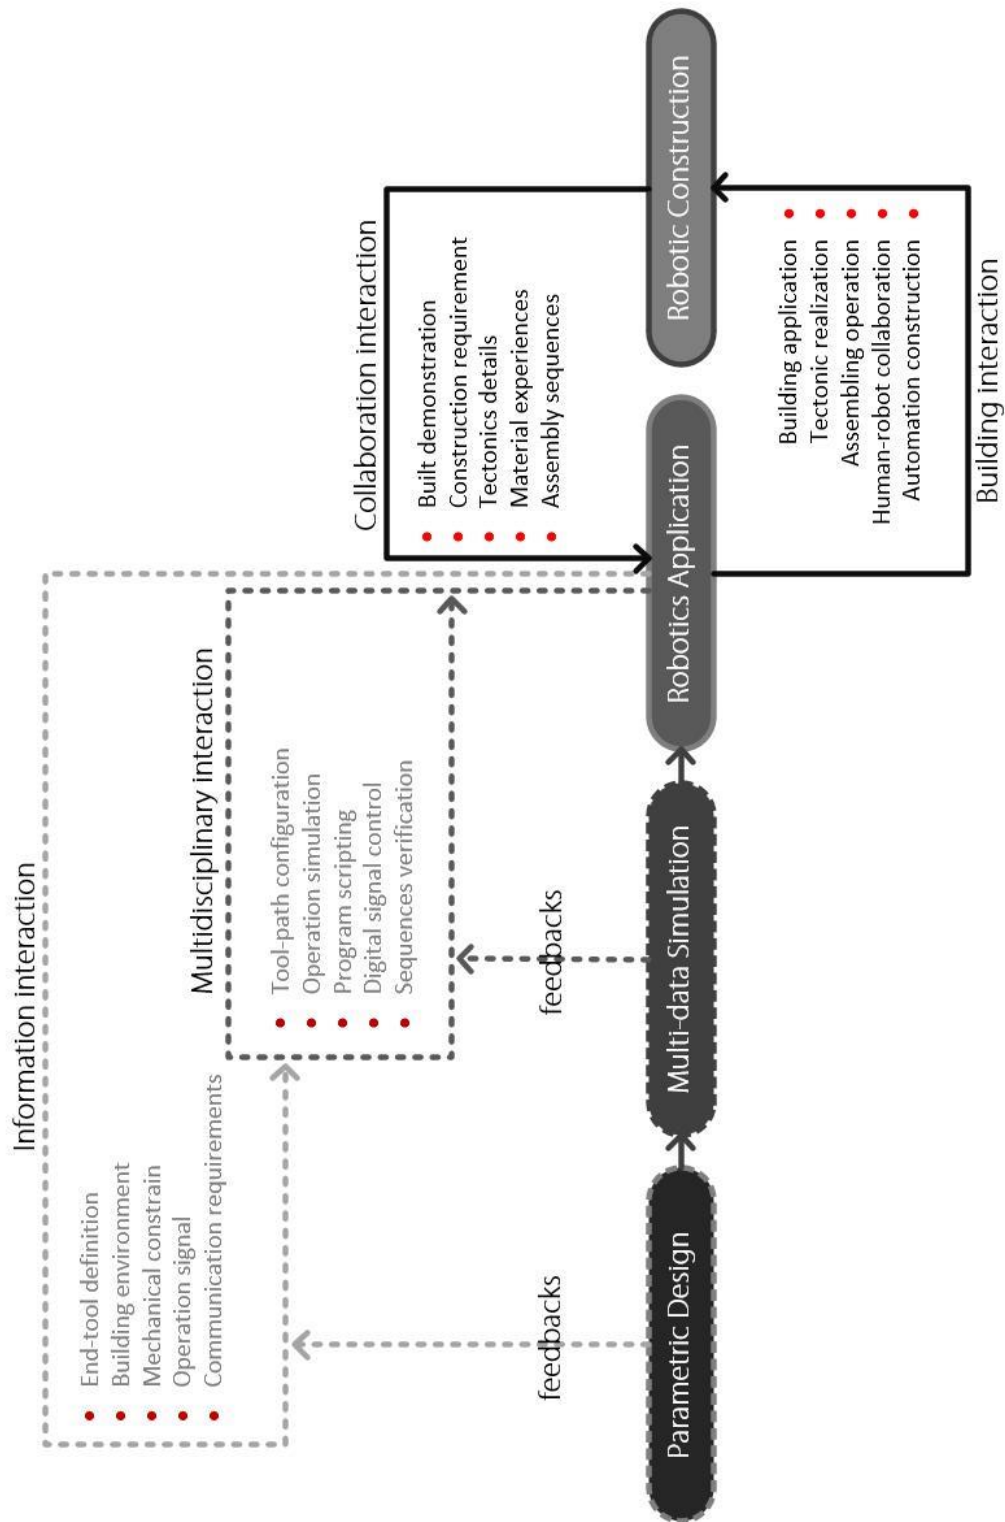 Information interaction
End-tool definition
Building environment
Mechanical constrain
Operation signal
Communication requirements
Multidisciplinary interaction
Tool-path configuration
Operation simulation
Program scripting
Digital signal control
Sequences verification
Collaboration interaction
Built demonstration
Construction requirement
Tectonics details
Material experiences
Assembly sequences
feedbacks
feedbacks
Parametric Design
Multi-data Simulation
Robotics Application
Robotic Construction
Building application
Tectonic realization
Assembling operation
Human-robot collaboration
Automation construction
Building interaction